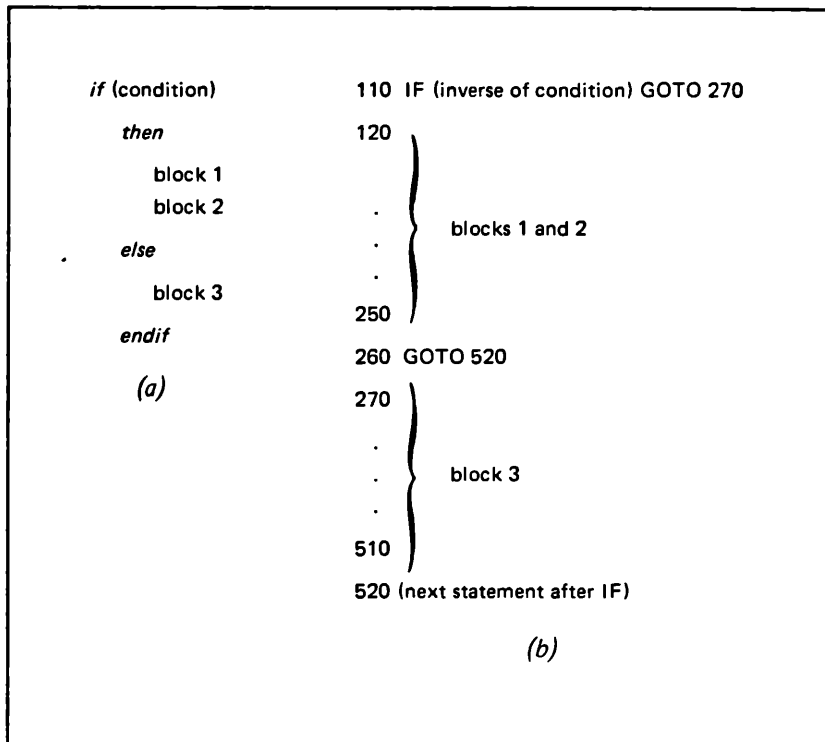 if (condition)
then
block 1
block 2
else
block 3
endif
(a)
110 IF (inverse of condition) GOTO 270
120
.
.
.
250
blocks 1 and 2
260 GOTO 520
270
.
.
.
510
block 3
520 (next statement after IF)
(b)